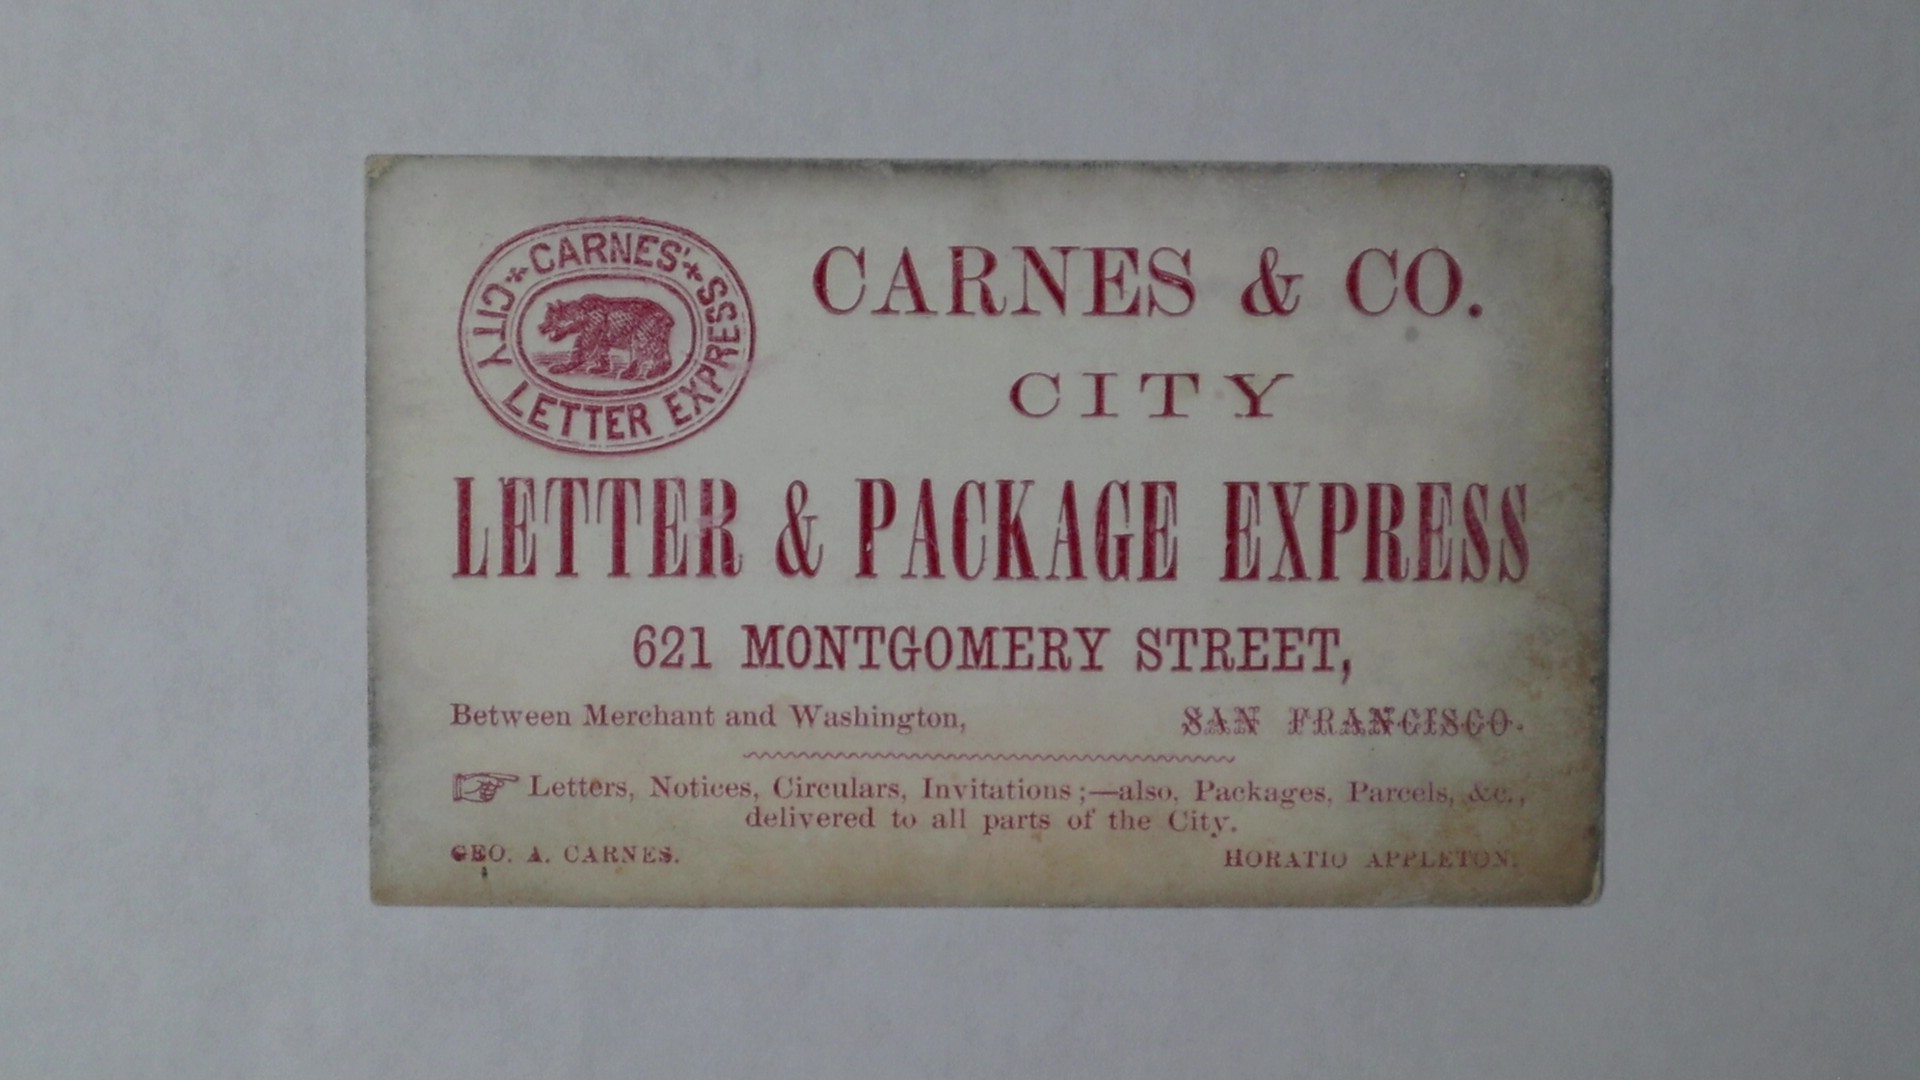 CARNES'
CITY LETTER EXPRESS
CARNES & CO.
CITY
LETTER & PACKAGE EXPRESS
621 MONTGOMERY STREET,
Between Merchant and Washington, SAN FRANCISCO.
Letters, Notices, Circulars, Invitations;—also, Packages, Parcels, &c.,
delivered to all parts of the City.
GEO. A. CARNES. HORATIO APPLETON.